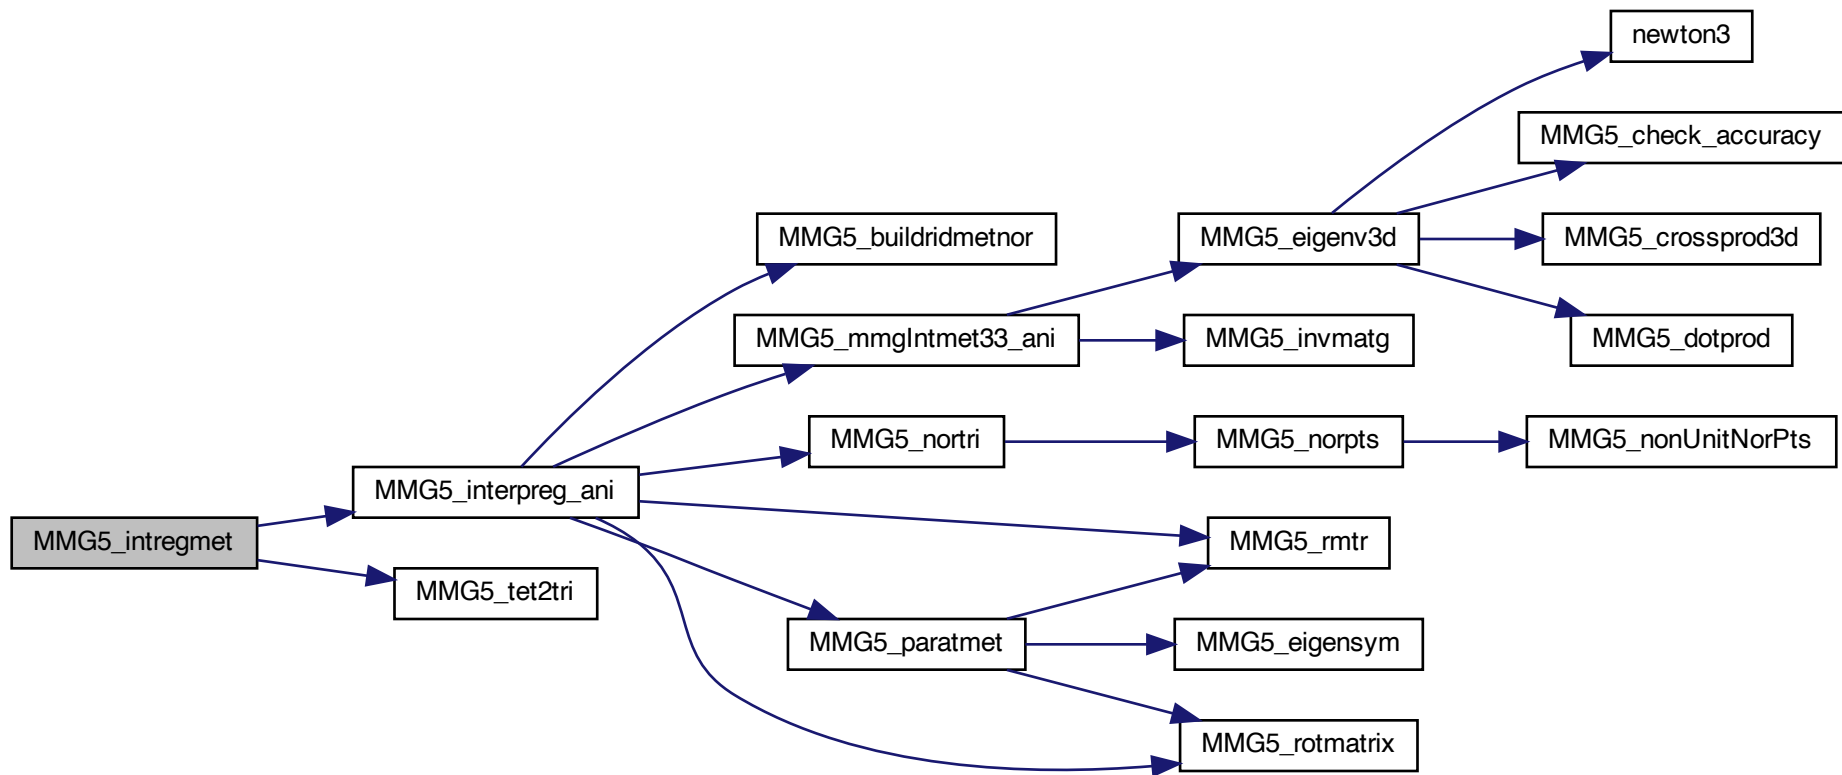 newton3
MMG5_check_accuracy
MMG5_buildridmetnor
MMG5_eigenv3d
MMG5_crossprod3d
MMG5_mmgIntmet33_ani
MMG5_invmatg
MMG5_dotprod
MMG5_nortri
MMG5_norpts
MMG5_nonUnitNorPts
MMG5_interpreg_ani
MMG5_intregmet
MMG5_rmtr
MMG5_tet2tri
MMG5_paratmet
MMG5_eigensym
MMG5_rotmatrix